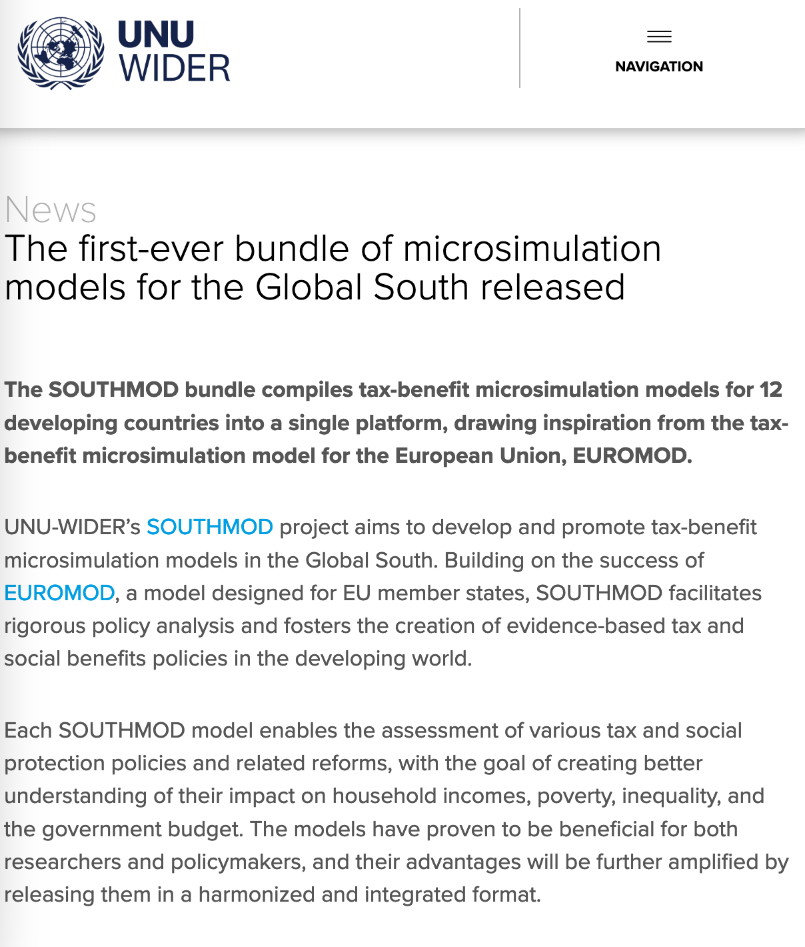 UNU
WIDER
NAVIGATION
News
The first-ever bundle of microsimulation
models for the Global South released
The SOUTHMOD bundle compiles tax-benefit microsimulation models for 12
developing countries into a single platform, drawing inspiration from the tax-
benefit microsimulation model for the European Union, EUROMOD.
UNU-WIDER’s SOUTHMOD project aims to develop and promote tax-benefit
microsimulation models in the Global South. Building on the success of
EUROMOD, a model designed for EU member states, SOUTHMOD facilitates
rigorous policy analysis and fosters the creation of evidence-based tax and
social benefits policies in the developing world.
Each SOUTHMOD model enables the assessment of various tax and social
protection policies and related reforms, with the goal of creating better
understanding of their impact on household incomes, poverty, inequality, and
the government budget. The models have proven to be beneficial for both
researchers and policymakers, and their advantages will be further amplified by
releasing them in a harmonized and integrated format.